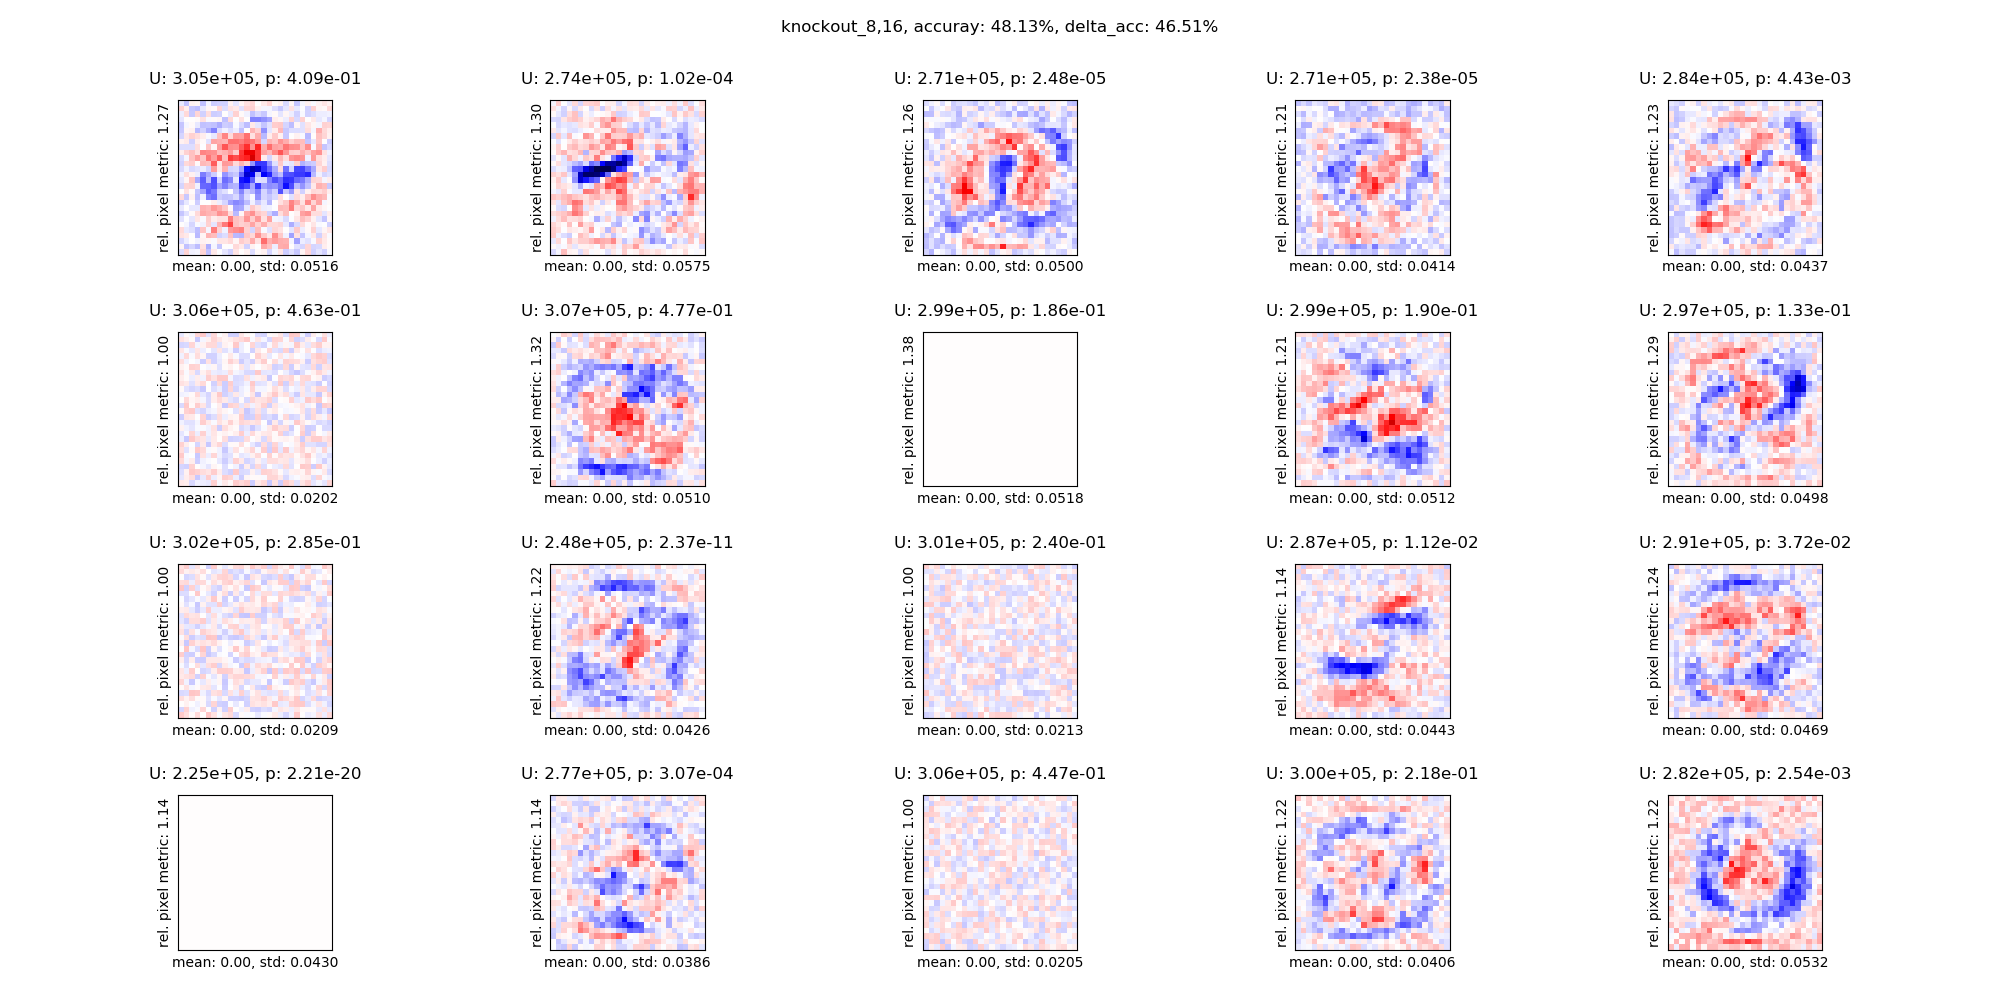 knockout_8,16, accuray: 48.13%, delta_acc: 46.51%
U: 3.05e+05, p: 4.09e-01
rel. pixel metric: 1.27
mean: 0.00, std: 0.0516
U: 2.74e+05, p: 1.02e-04
rel. pixel metric: 1.30
mean: 0.00, std: 0.0575
U: 2.71e+05, p: 2.48e-05
rel. pixel metric: 1.26
mean: 0.00, std: 0.0500
U: 2.71e+05, p: 2.38e-05
rel. pixel metric: 1.21
mean: 0.00, std: 0.0414
U: 2.84e+05, p: 4.43e-03
rel. pixel metric: 1.23
mean: 0.00, std: 0.0437
U: 3.06e+05, p: 4.63e-01
rel. pixel metric: 1.00
mean: 0.00, std: 0.0202
U: 3.07e+05, p: 4.77e-01
rel. pixel metric: 1.32
mean: 0.00, std: 0.0510
U: 2.99e+05, p: 1.86e-01
rel. pixel metric: 1.38
mean: 0.00, std: 0.0518
U: 2.99e+05, p: 1.90e-01
rel. pixel metric: 1.21
mean: 0.00, std: 0.0512
U: 2.97e+05, p: 1.33e-01
rel. pixel metric: 1.29
mean: 0.00, std: 0.0498
U: 3.02e+05, p: 2.85e-01
rel. pixel metric: 1.00
mean: 0.00, std: 0.0209
U: 2.48e+05, p: 2.37e-11
rel. pixel metric: 1.22
mean: 0.00, std: 0.0426
U: 3.01e+05, p: 2.40e-01
rel. pixel metric: 1.00
mean: 0.00, std: 0.0213
U: 2.87e+05, p: 1.12e-02
rel. pixel metric: 1.14
mean: 0.00, std: 0.0443
U: 2.91e+05, p: 3.72e-02
rel. pixel metric: 1.24
mean: 0.00, std: 0.0469
U: 2.25e+05, p: 2.21e-20
rel. pixel metric: 1.14
mean: 0.00, std: 0.0430
U: 2.77e+05, p: 3.07e-04
rel. pixel metric: 1.14
mean: 0.00, std: 0.0386
U: 3.06e+05, p: 4.47e-01
rel. pixel metric: 1.00
mean: 0.00, std: 0.0205
U: 3.00e+05, p: 2.18e-01
rel. pixel metric: 1.22
mean: 0.00, std: 0.0406
U: 2.82e+05, p: 2.54e-03
rel. pixel metric: 1.22
mean: 0.00, std: 0.0532